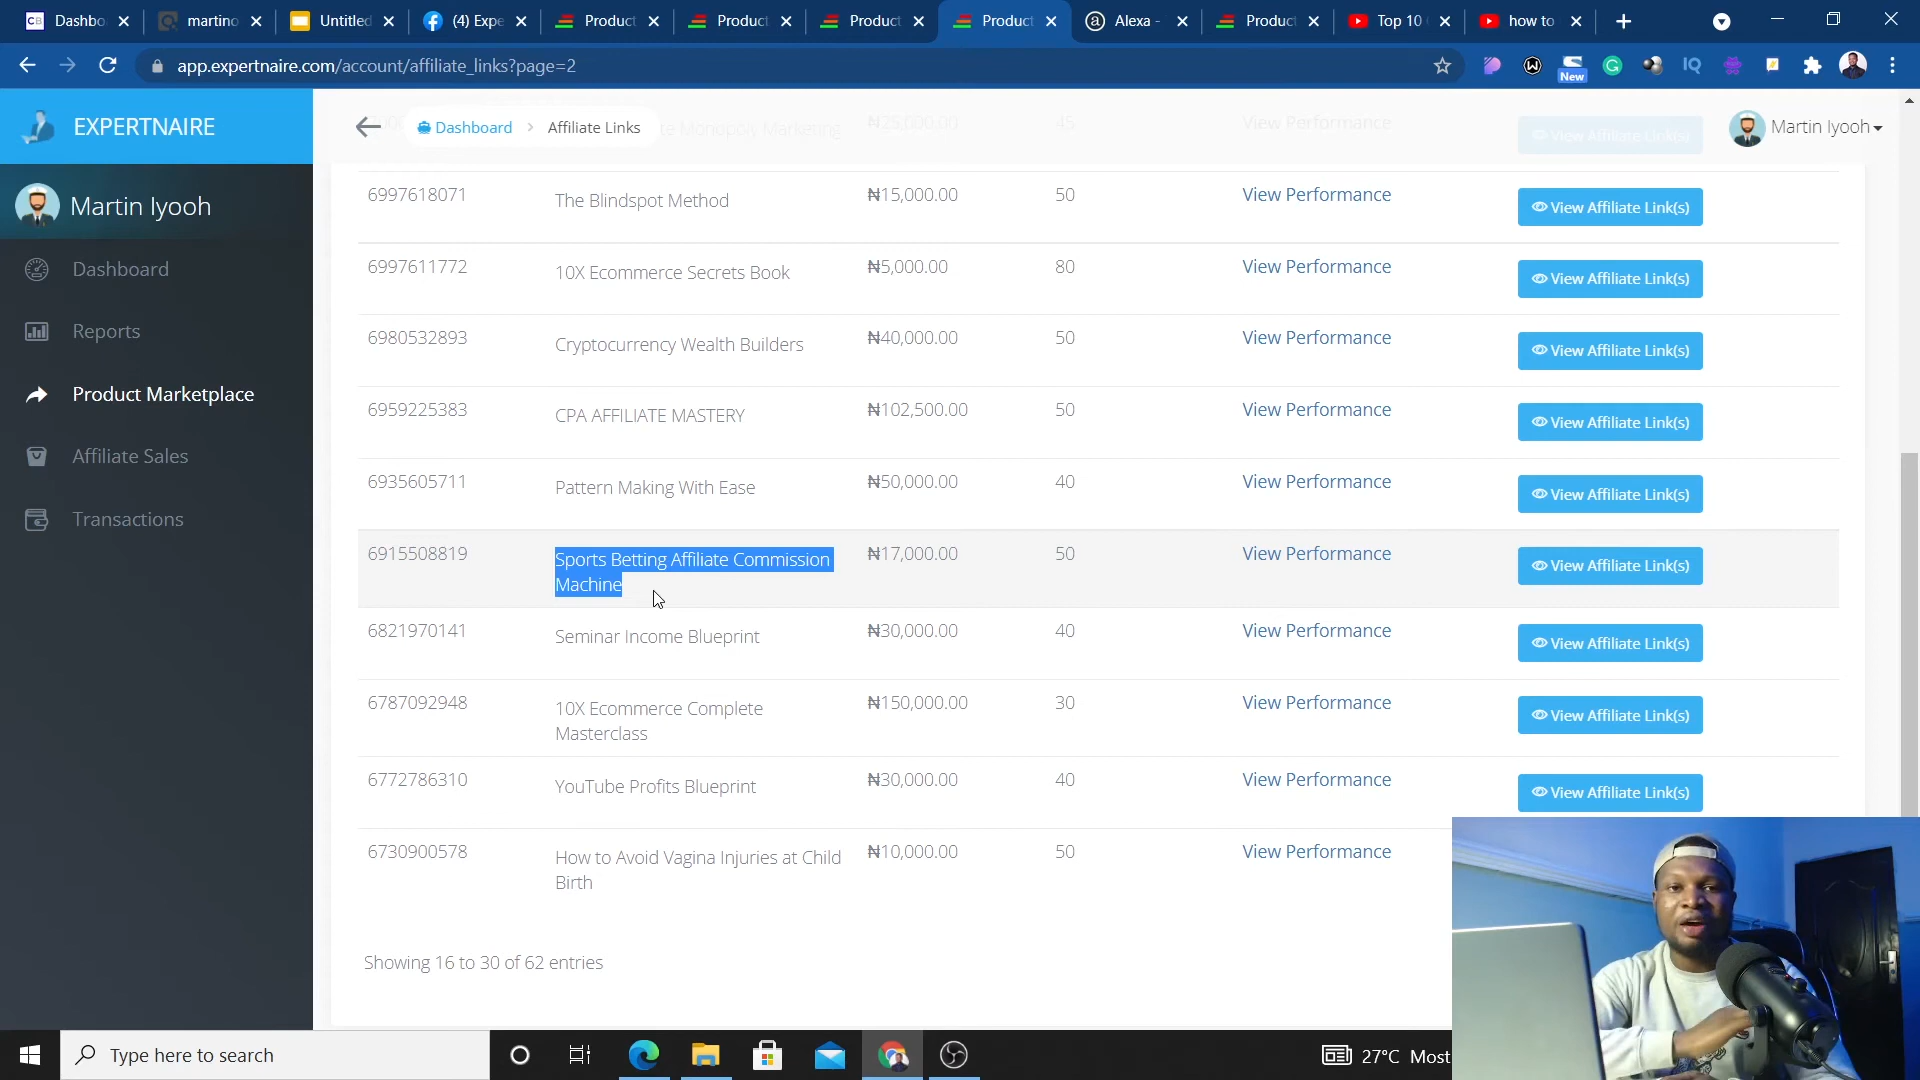 Dashbo
martino
Untitled
(4) Expe
Product
Product
Product
Product
Alexa -
Product
Top 10
how to
app.expertnaire.com/account/affiliate_links?page=2
New
EXPERTNAIRE
Dashboard > Affiliate Links
Monopoly Marketing
View Performance
Martin Iyooh
Martin Iyooh
Dashboard
Reports
Product Marketplace
Affiliate Sales
Transactions
6997618071 The Blindspot Method ₦15,000.00 50 View Performance View Affiliate Link(s)
6997611772 10X Ecommerce Secrets Book ₦5,000.00 80 View Performance View Affiliate Link(s)
6980532893 Cryptocurrency Wealth Builders ₦40,000.00 50 View Performance View Affiliate Link(s)
6959225383 CPA AFFILIATE MASTERY ₦102,500.00 50 View Performance View Affiliate Link(s)
6935605711 Pattern Making With Ease ₦50,000.00 40 View Performance View Affiliate Link(s)
6915508819 Sports Betting Affiliate Commission ₦17,000.00 50 View Performance View Affiliate Link(s)
Machine
6821970141 Seminar Income Blueprint ₦30,000.00 40 View Performance View Affiliate Link(s)
6787092948 10X Ecommerce Complete ₦150,000.00 30 View Performance View Affiliate Link(s)
Masterclass
6772786310 YouTube Profits Blueprint ₦30,000.00 40 View Performance View Affiliate Link(s)
6730900578 How to Avoid Vagina Injuries at Child ₦10,000.00 50 View Performance
Birth
Showing 16 to 30 of 62 entries
Type here to search
27°C Most